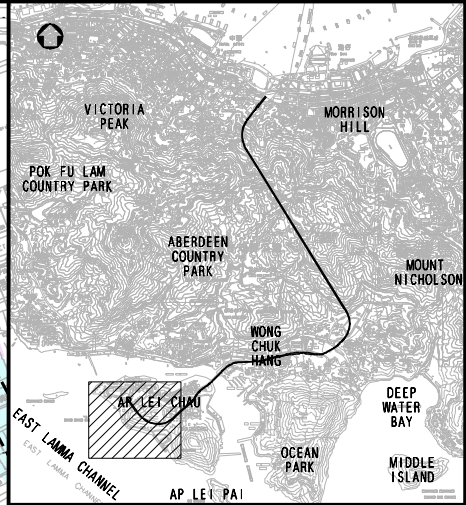 VICTORIA
PEAK
MORRISON
HILL
POK FU LAM
COUNTRY PARK
ABERDEEN
COUNTRY
PARK
MOUNT
NICHOLSON
WONG
CHUK
HANG
AP LEI CHAU
DEEP
WATER
BAY
EAST LAMMA CHANNEL
EAST LAMMA CHANNEL
OCEAN
PARK
MIDDLE
ISLAND
AP LEI PAI